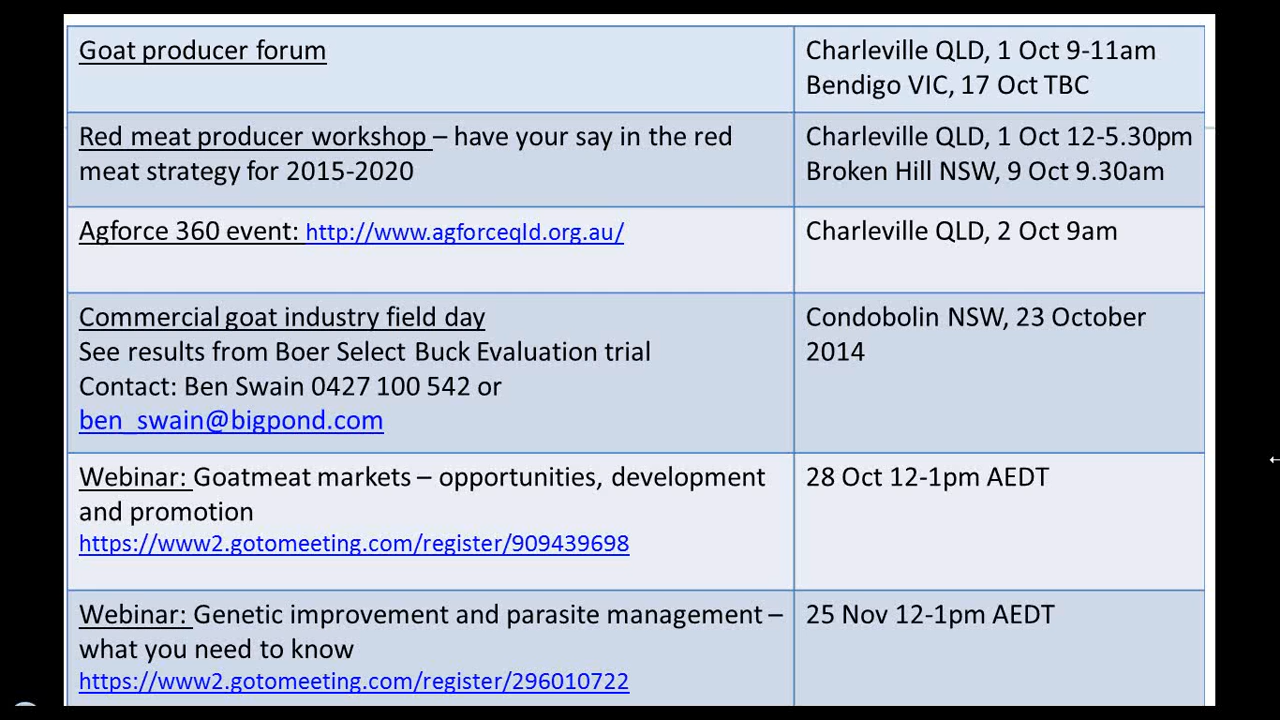 Goat producer forum
Charleville QLD, 1 Oct 9-11am
Bendigo VIC, 17 Oct TBC
Red meat producer workshop – have your say in the red
meat strategy for 2015-2020
Charleville QLD, 1 Oct 12-5.30pm
Broken Hill NSW, 9 Oct 9.30am
Agforce 360 event: http://www.agforceqld.org.au/
Charleville QLD, 2 Oct 9am
Commercial goat industry field day
See results from Boer Select Buck Evaluation trial
Contact: Ben Swain 0427 100 542 or
ben_swain@bigpond.com
Condobolin NSW, 23 October
2014
Webinar: Goatmeat markets – opportunities, development
and promotion
https://www2.gotomeeting.com/register/909439698
28 Oct 12-1pm AEDT
Webinar: Genetic improvement and parasite management –
what you need to know
https://www2.gotomeeting.com/register/296010722
25 Nov 12-1pm AEDT